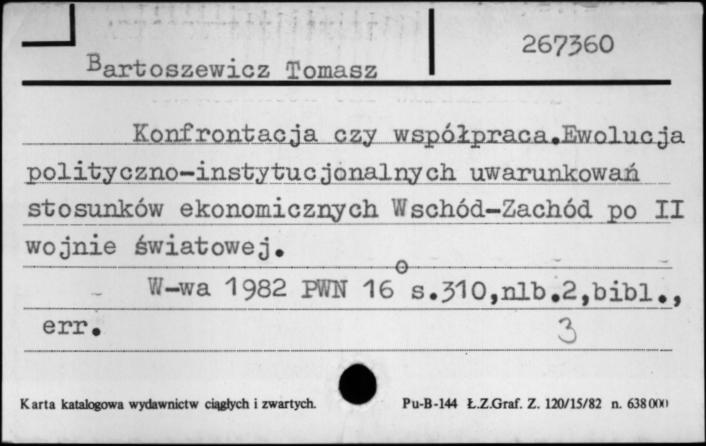 267360
Bartoszewicz Tomasz
Konfrontacja czy współpraca.Ewolucja
polityczno-instytucjonalnych uwarunkowań
stosunków ekonomicznych Wschód-Zachód po II
wojnie światowej.
W-wa 1982 PWN 16° s.310,nlb.2,bibl.,
err.
3
Karta katalogowa wydawnictw ciągłych i zwartych. Pu-B-144 Ł.Z.Graf. Z. 120/15/82 n. 638000